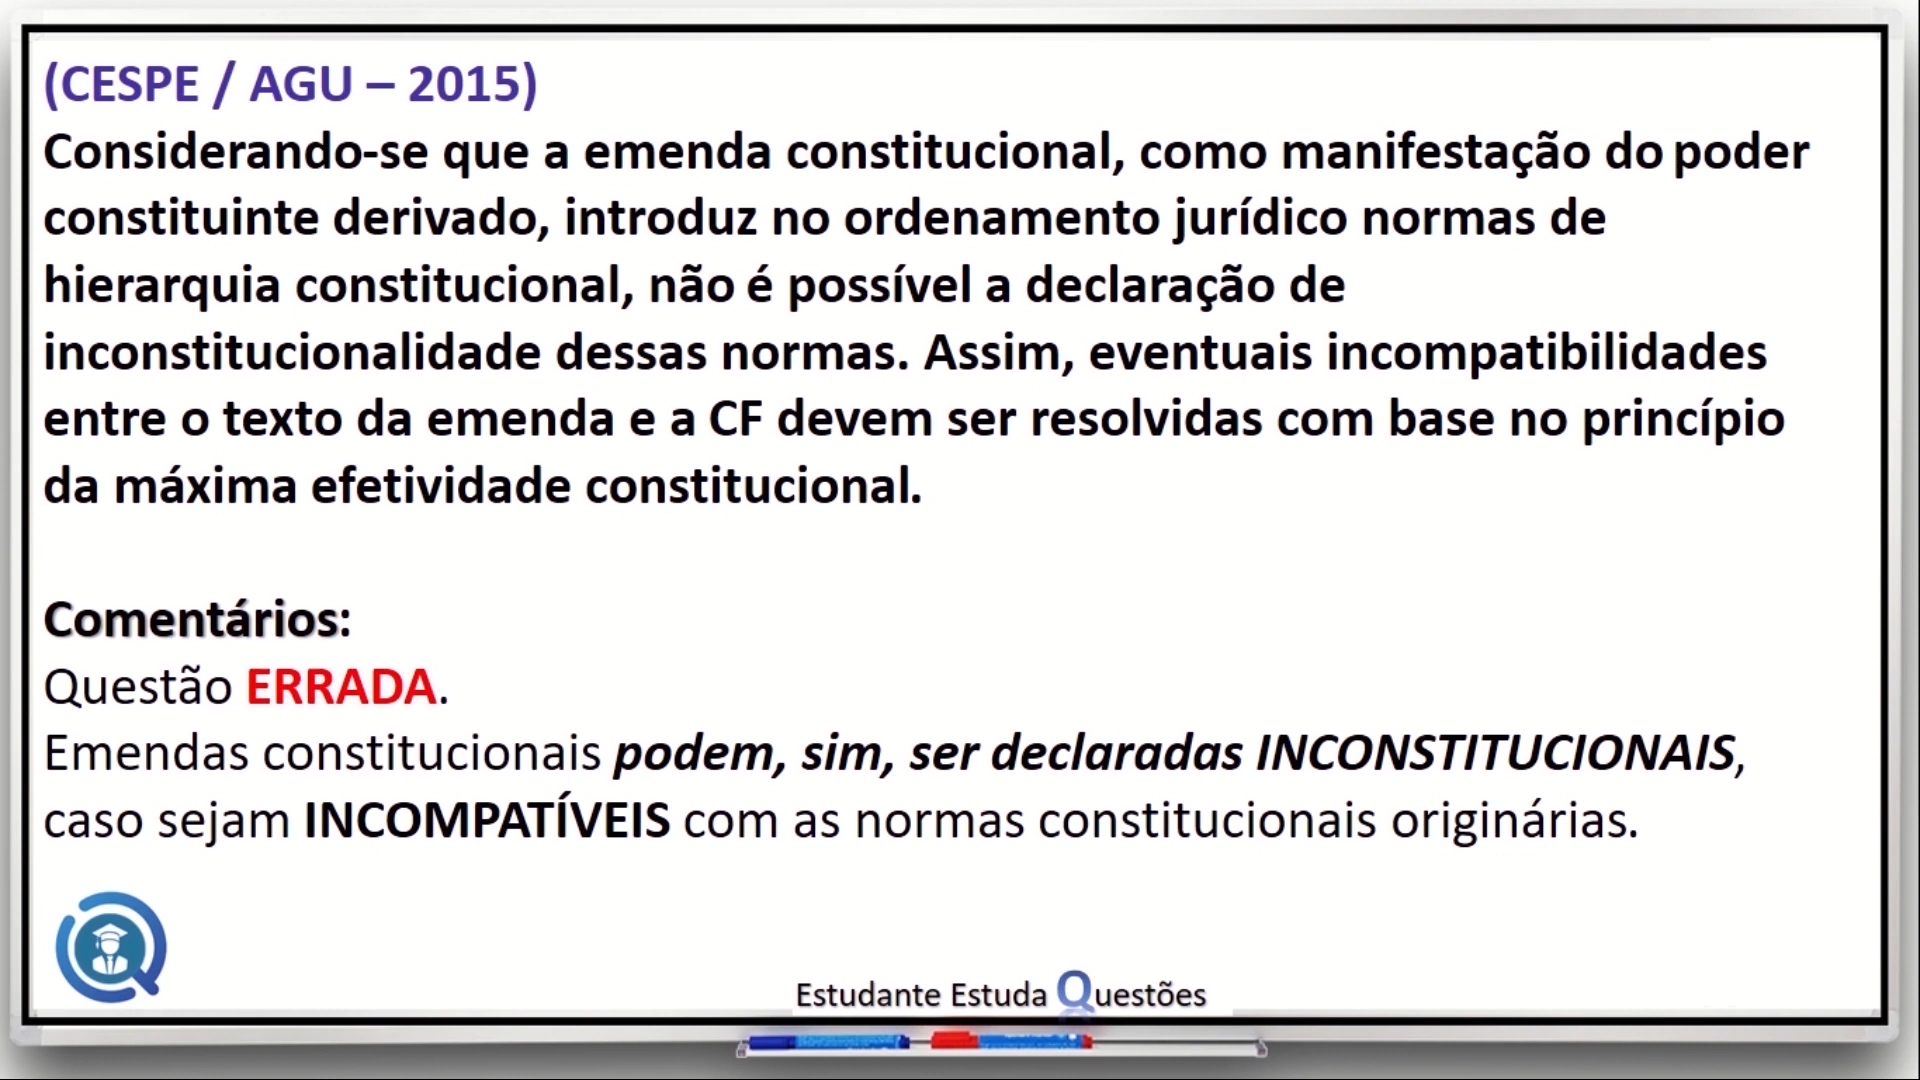 (CESPE / AGU – 2015)
Considerando-se que a emenda constitucional, como manifestação do poder
constituinte derivado, introduz no ordenamento jurídico normas de
hierarquia constitucional, não é possível a declaração de
inconstitucionalidade dessas normas. Assim, eventuais incompatibilidades
entre o texto da emenda e a CF devem ser resolvidas com base no princípio
da máxima efetividade constitucional.
Comentários:
Questão ERRADA.
Emendas constitucionais podem, sim, ser declaradas INCONSTITUCIONAIS,
caso sejam INCOMPATÍVEIS com as normas constitucionais originárias.
Estudante Estuda Questões